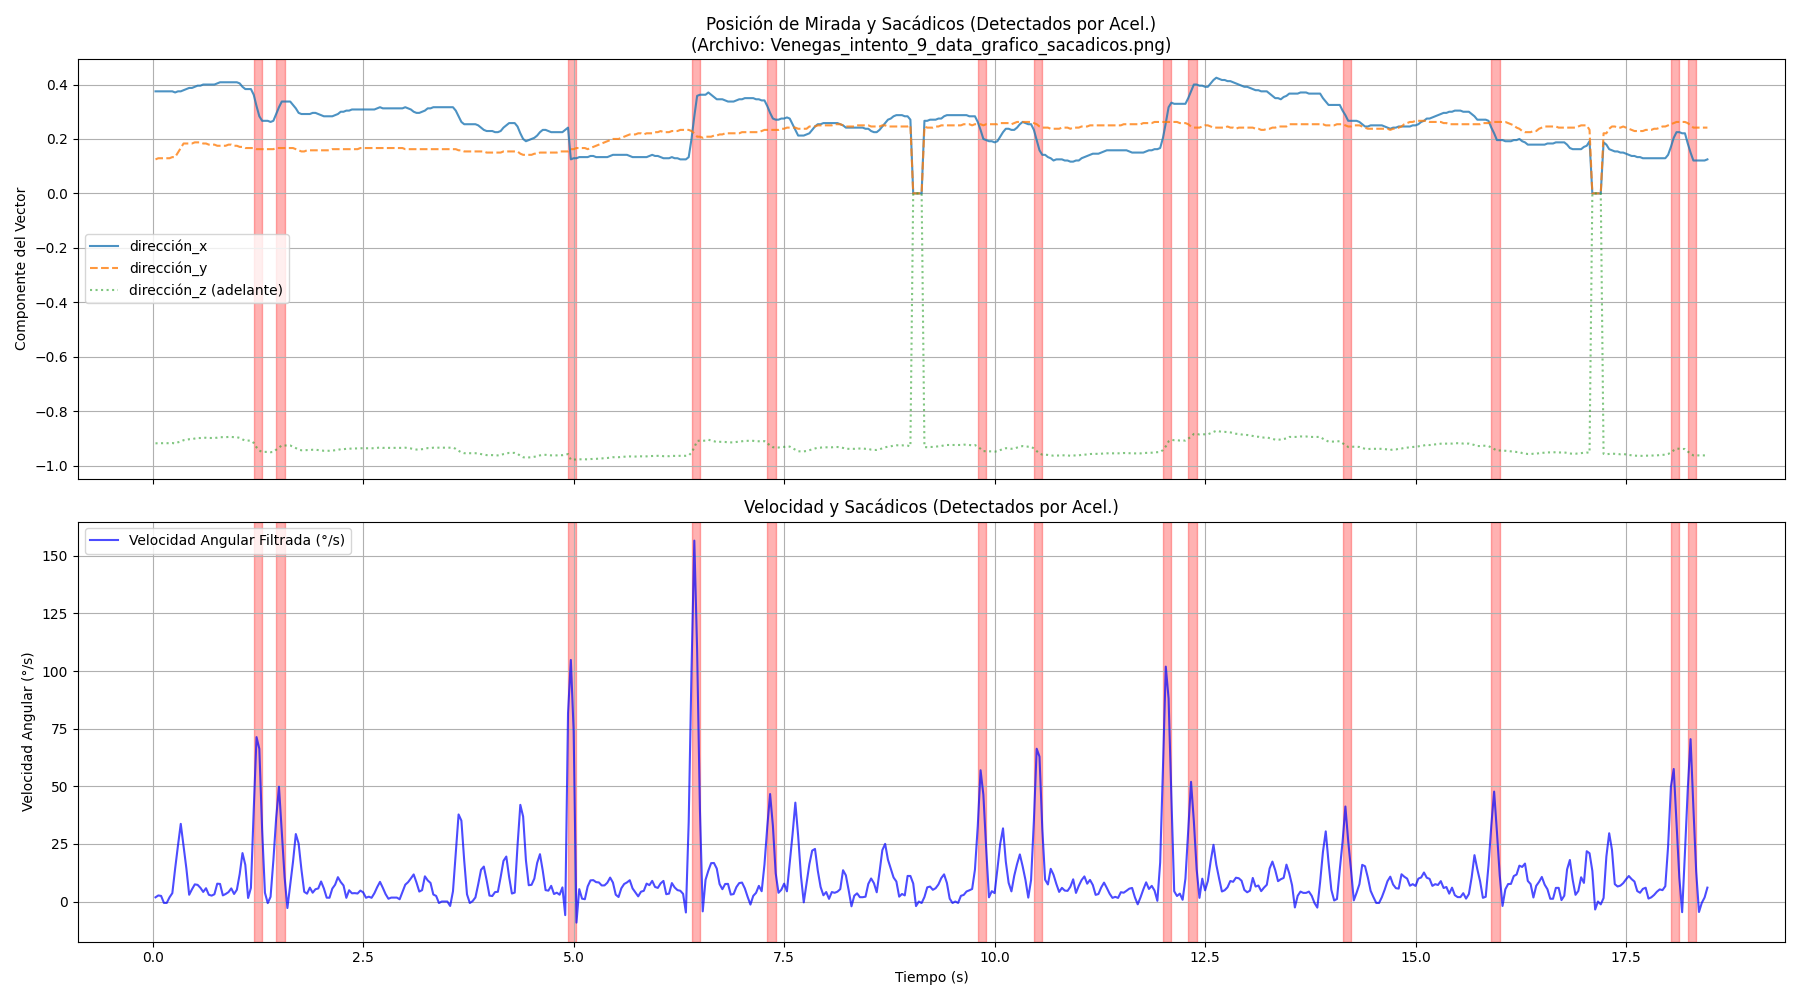 Posición de Mirada y Sacádicos (Detectados por Acel.)
(Archivo: Venegas_intento_9_data_grafico_sacadicos.png)
Componente del Vector
0.4
0.2
0.0
−0.2
−0.4
−0.6
−0.8
−1.0
dirección_x
dirección_y
dirección_z (adelante)
Velocidad y Sacádicos (Detectados por Acel.)
Velocidad Angular (°/s)
150
125
100
75
50
25
0
Velocidad Angular Filtrada (°/s)
0.0 2.5 5.0 7.5 10.0 12.5 15.0 17.5
Tiempo (s)